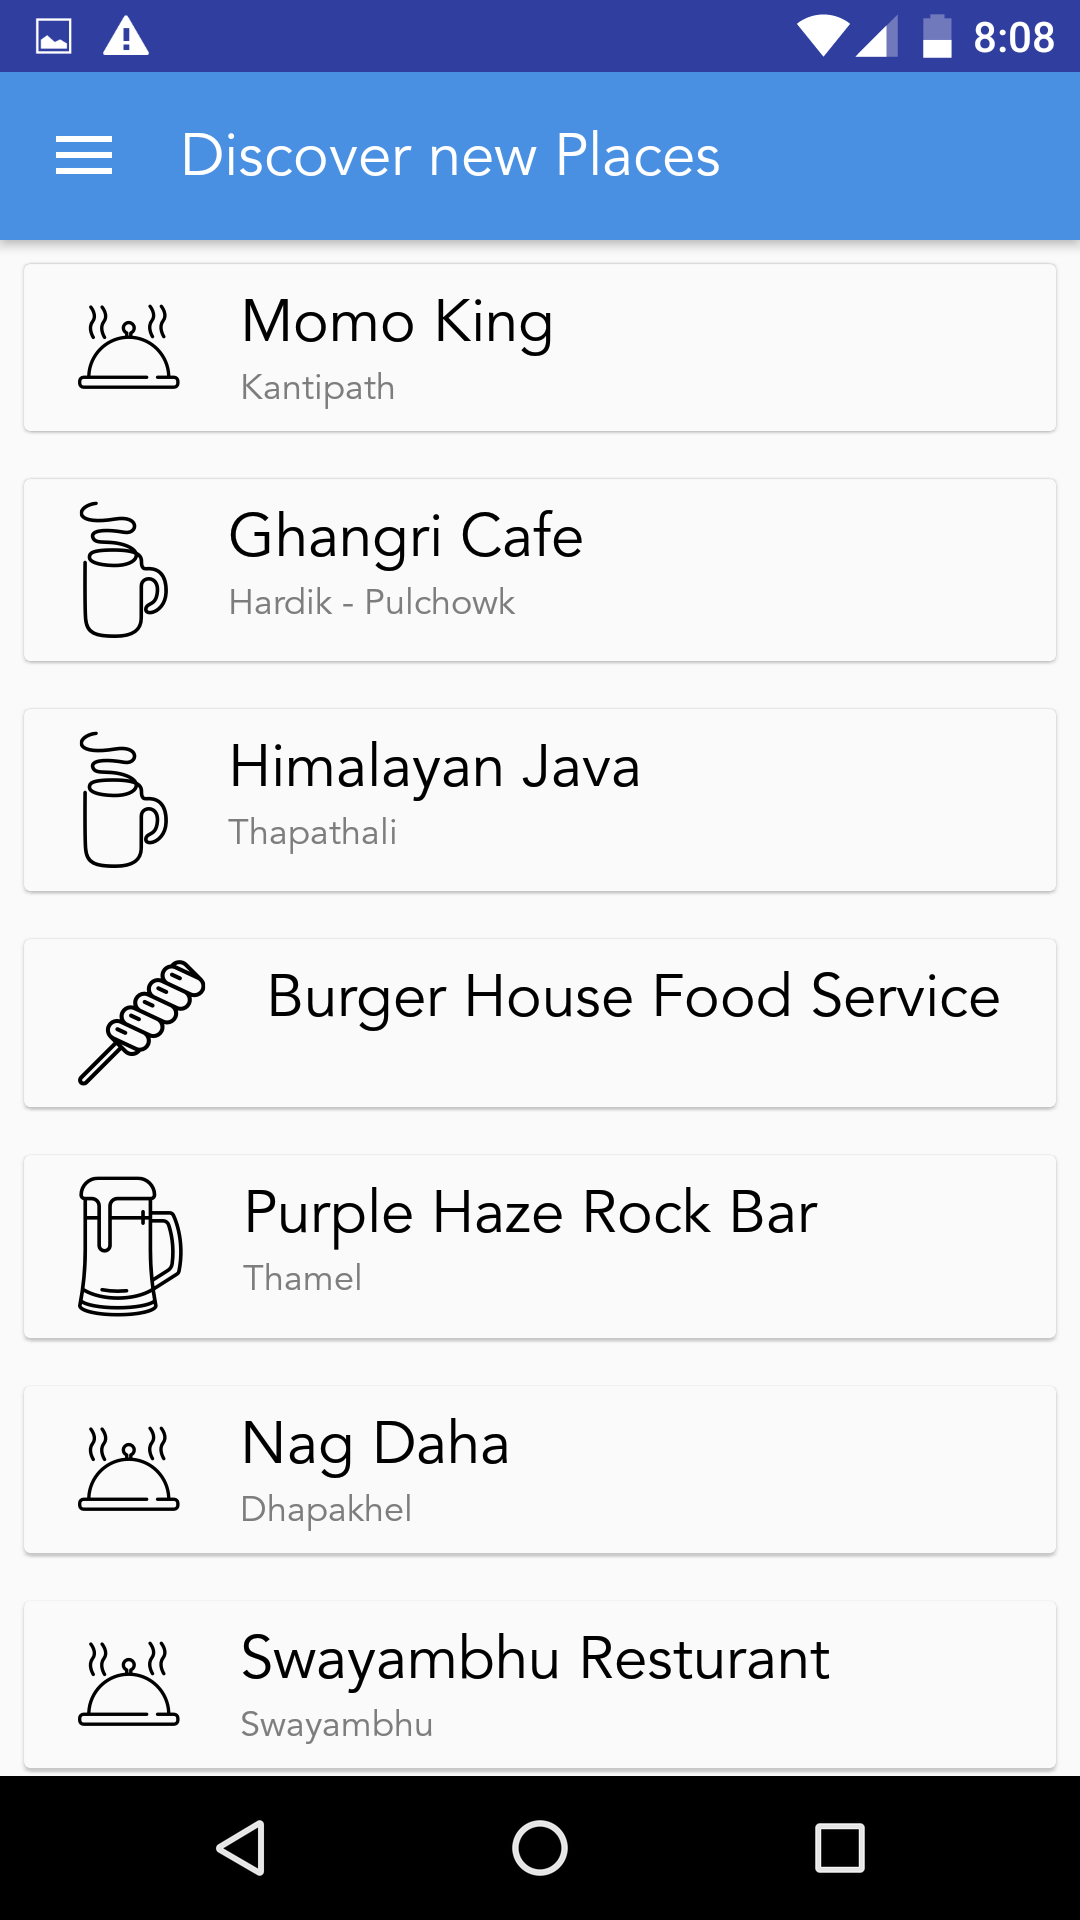 8:08
Discover new Places
Momo King
Kantipath
Ghangri Cafe
Hardik - Pulchowk
Himalayan Java
Thapathali
Burger House Food Service
Purple Haze Rock Bar
Thamel
Nag Daha
Dhapakhel
Swayambhu Resturant
Swayambhu